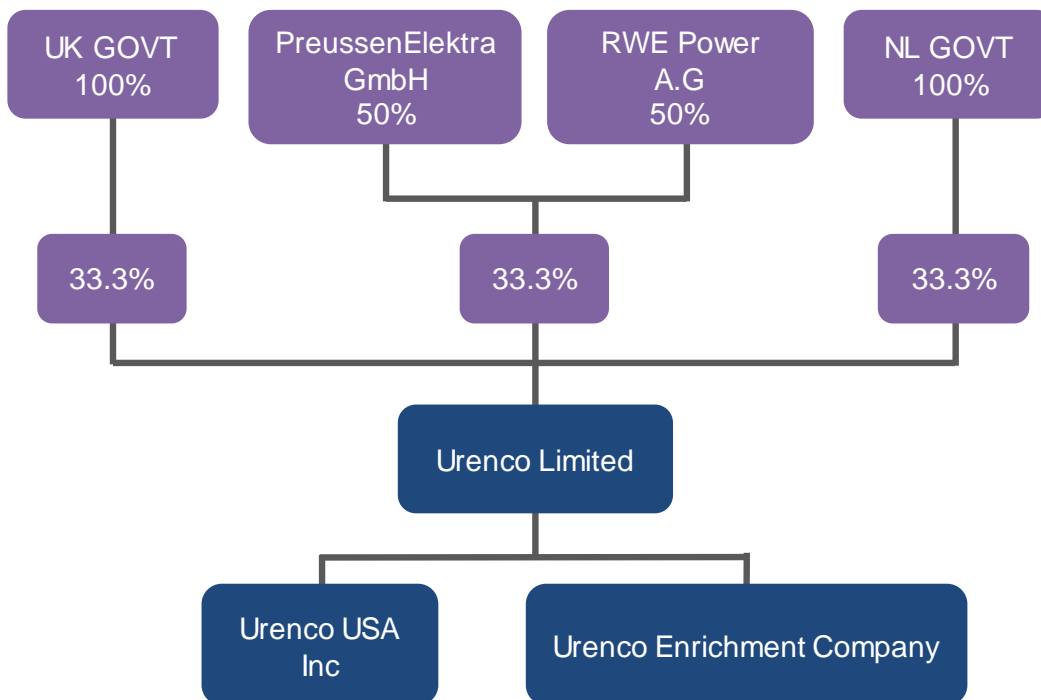 UK GOVT
100%
PreussenElektra
GmbH
50%
RWE Power
A.G
50%
NL GOVT
100%
33.3%
33.3%
33.3%
Urenco Limited
Urenco USA
Inc
Urenco Enrichment Company